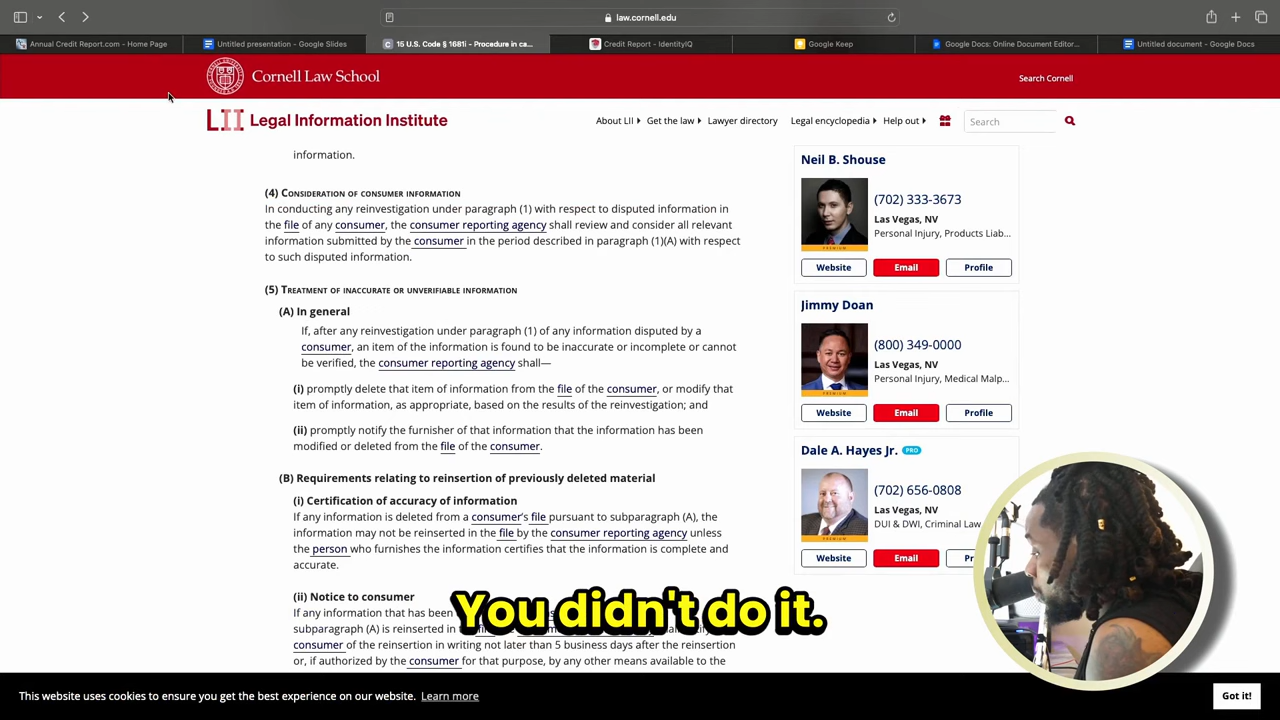 law.cornell.edu
Annual Credit Report.com - Home Page
Untitled presentation - Google Slides
15 U.S. Code § 1681i - Procedure in ca...
Credit Report - IdentityIQ
Google Keep
Google Docs: Online Document Editor...
Untitled document - Google Docs
Cornell Law School
Search Cornell
LII Legal Information Institute
About LII
Get the law
Lawyer directory
Legal encyclopedia
Help out
Search
information.
(4) Consideration of consumer information
In conducting any reinvestigation under paragraph (1) with respect to disputed information in
the file of any consumer, the consumer reporting agency shall review and consider all relevant
information submitted by the consumer in the period described in paragraph (1)(A) with respect
to such disputed information.
(5) Treatment of inaccurate or unverifiable information
(A) In general
If, after any reinvestigation under paragraph (1) of any information disputed by a
consumer, an item of the information is found to be inaccurate or incomplete or cannot
be verified, the consumer reporting agency shall—
(i) promptly delete that item of information from the file of the consumer, or modify that
item of information, as appropriate, based on the results of the reinvestigation; and
(ii) promptly notify the furnisher of that information that the information has been
modified or deleted from the file of the consumer.
(B) Requirements relating to reinsertion of previously deleted material
(i) Certification of accuracy of information
If any information is deleted from a consumer's file pursuant to subparagraph (A), the
information may not be reinserted in the file by the consumer reporting agency unless
the person who furnishes the information certifies that the information is complete and
accurate.
(ii) Notice to consumer
If any information that has been
subparagraph (A) is reinserted in the
consumer of the reinsertion in writing not later than 5 business days after the reinsertion
or, if authorized by the consumer for that purpose, by any other means available to the
Neil B. Shouse
(702) 333-3673
Las Vegas, NV
Personal Injury, Products Liab...
PREMIUM
Website
Email
Profile
Jimmy Doan
(800) 349-0000
Las Vegas, NV
Personal Injury, Medical Malp...
PREMIUM
Website
Email
Profile
Dale A. Hayes Jr. PRO
(702) 656-0808
Las Vegas, NV
DUI & DWI, Criminal Law
PREMIUM
Website
Email
You didn't do it.
This website uses cookies to ensure you get the best experience on our website. Learn more
Got it!